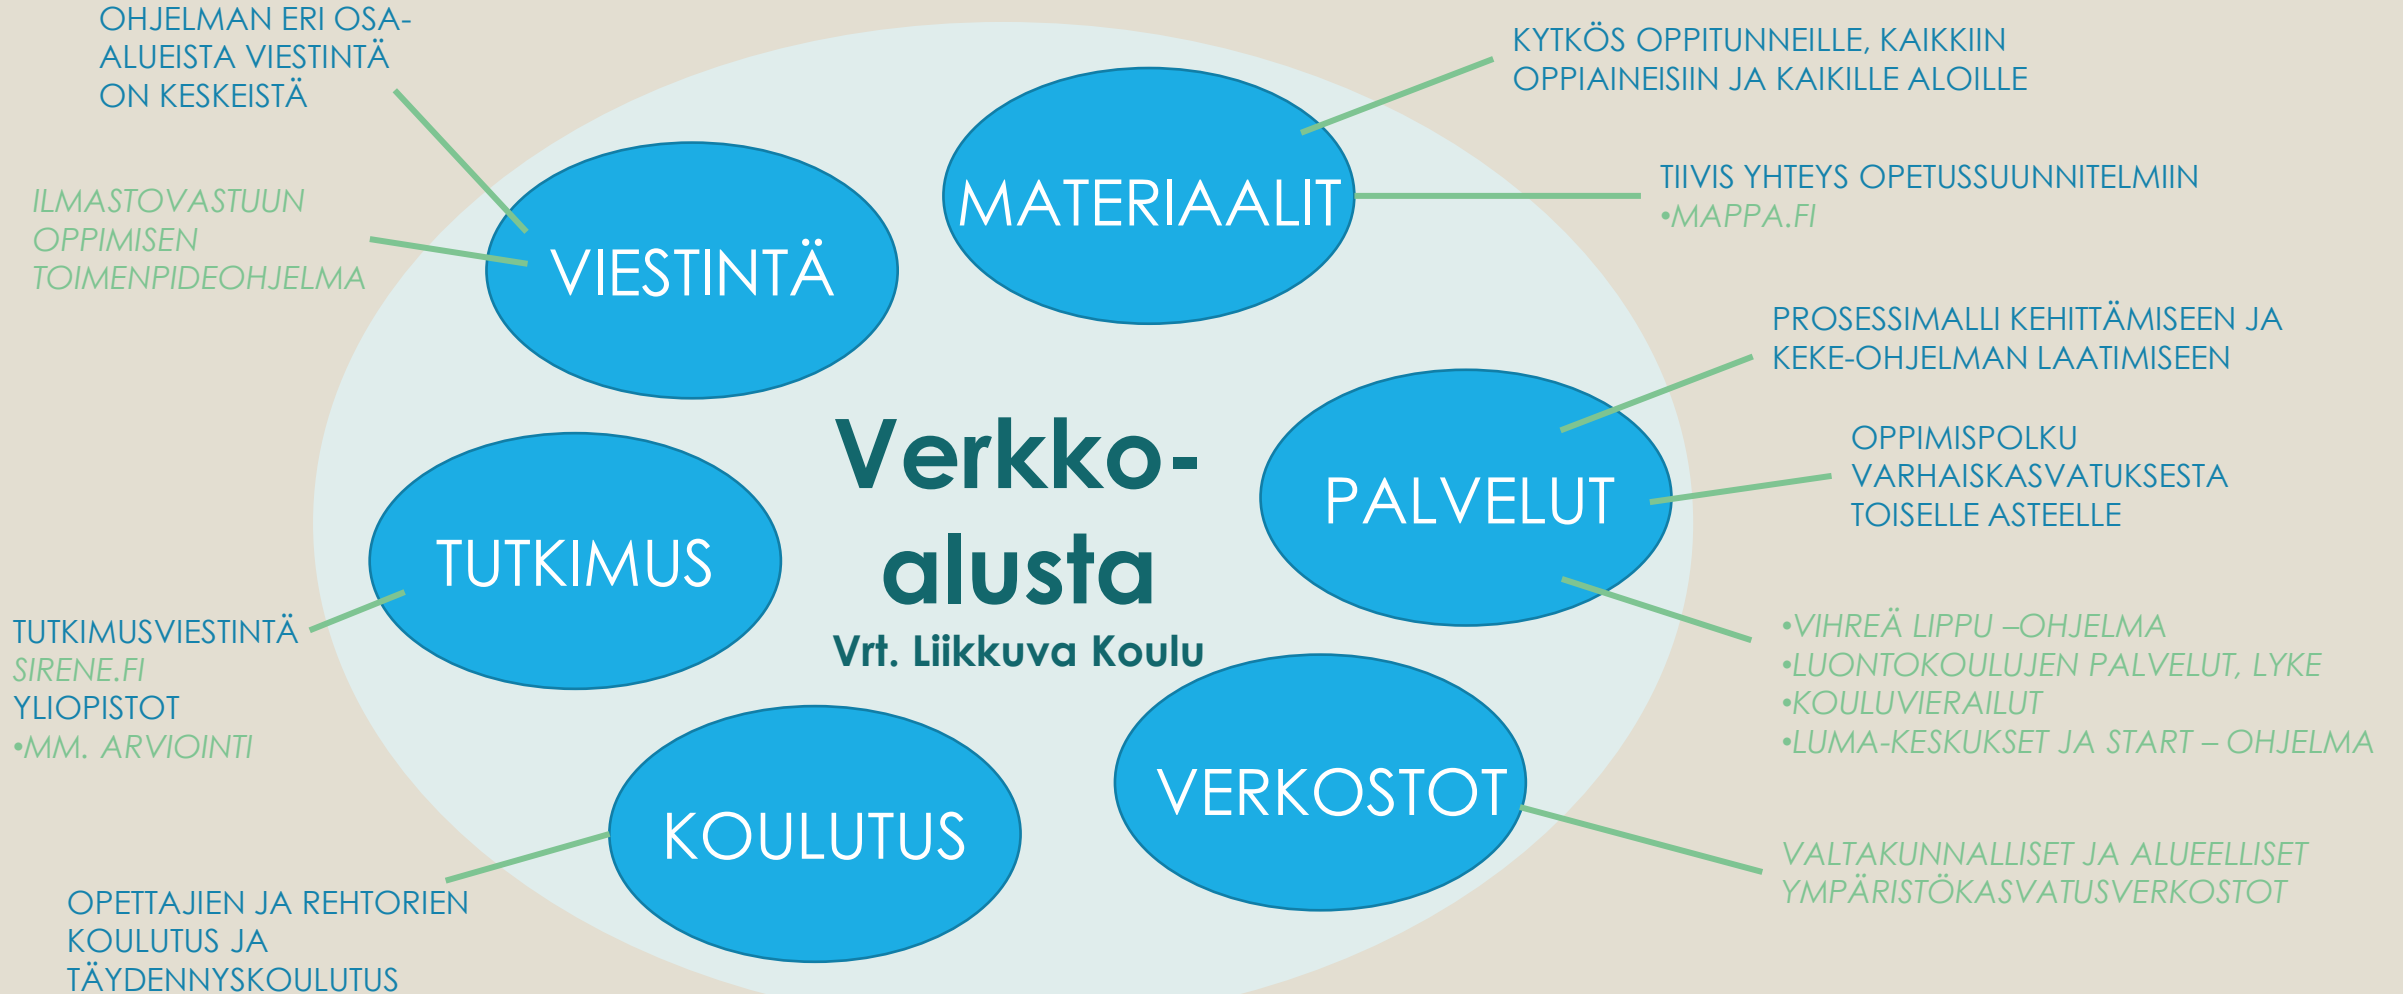 OHJELMAN ERI OSA-
ALUEISTA VIESTINTÄ
ON KESKEISTÄ
ILMASTOVASTUUN
OPPIMISEN
TOIMENPIDEOHJELMA
VIESTINTÄ
MATERIAALIT
KYTKÖS OPPITUNNEILLE, KAIKKIIN
OPPIAINEISIIN JA KAIKILLE ALOILLE
TIIVIS YHTEYS OPETUSSUUNNITELMIIN
•MAPPA.FI
PROSESSIMALLI KEHITTÄMISEEN JA
KEKE-OHJELMAN LAATIMISEEN
PALVELUT
OPPIMISPOLKU
VARHAISKASVATUKSESTA
TOISELLE ASTEELLE
•VIHREÄ LIPPU –OHJELMA
•LUONTOKOULUJEN PALVELUT, LYKE
•KOULUVIERAILUT
•LUMA-KESKUKSET JA START – OHJELMA
Verkko-
alusta
Vrt. Liikkuva Koulu
TUTKIMUS
TUTKIMUSVIESTINTÄ
SIRENE.FI
YLIOPISTOT
•MM. ARVIOINTI
KOULUTUS
OPETTAJIEN JA REHTORIEN
KOULUTUS JA
TÄYDENNYSKOULUTUS
VERKOSTOT
VALTAKUNNALLISET JA ALUEELLISET
YMPÄRISTÖKASVATUSVERKOSTOT